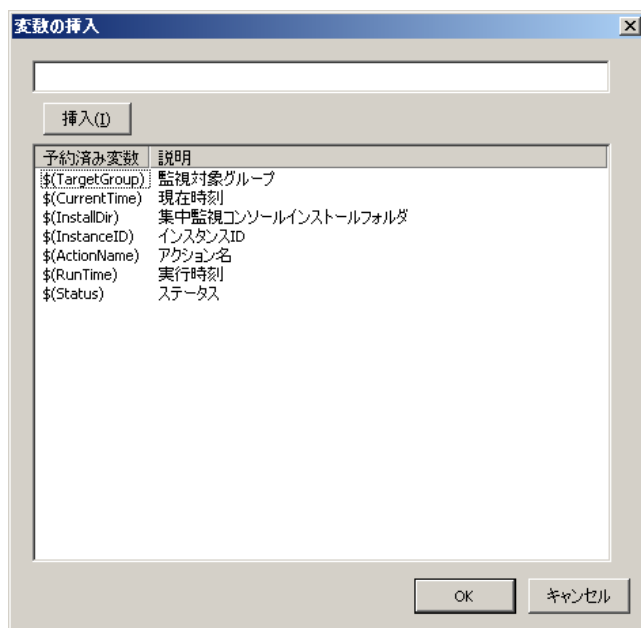 変数の挿入
挿入(I)
予約済み変数 説明
$(TargetGroup) 監視対象グループ
$(CurrentTime) 現在時刻
$(InstallDir) 集中監視コンソールインストールフォルダ
$(InstanceID) インスタンスID
$(ActionName) アクション名
$(RunTime) 実行時刻
$(Status) ステータス
OK キャンセル